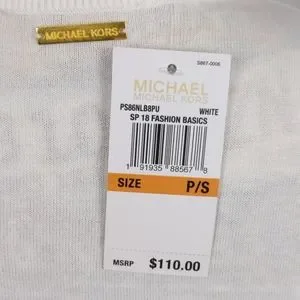 MICHAEL KORS
S867-0006
MICHAEL
MICHAEL KORS
PS86NLB8PU WHITE
SP 18 FASHION BASICS
1 91935 88567 8
SIZE P/S
MSRP $110.00